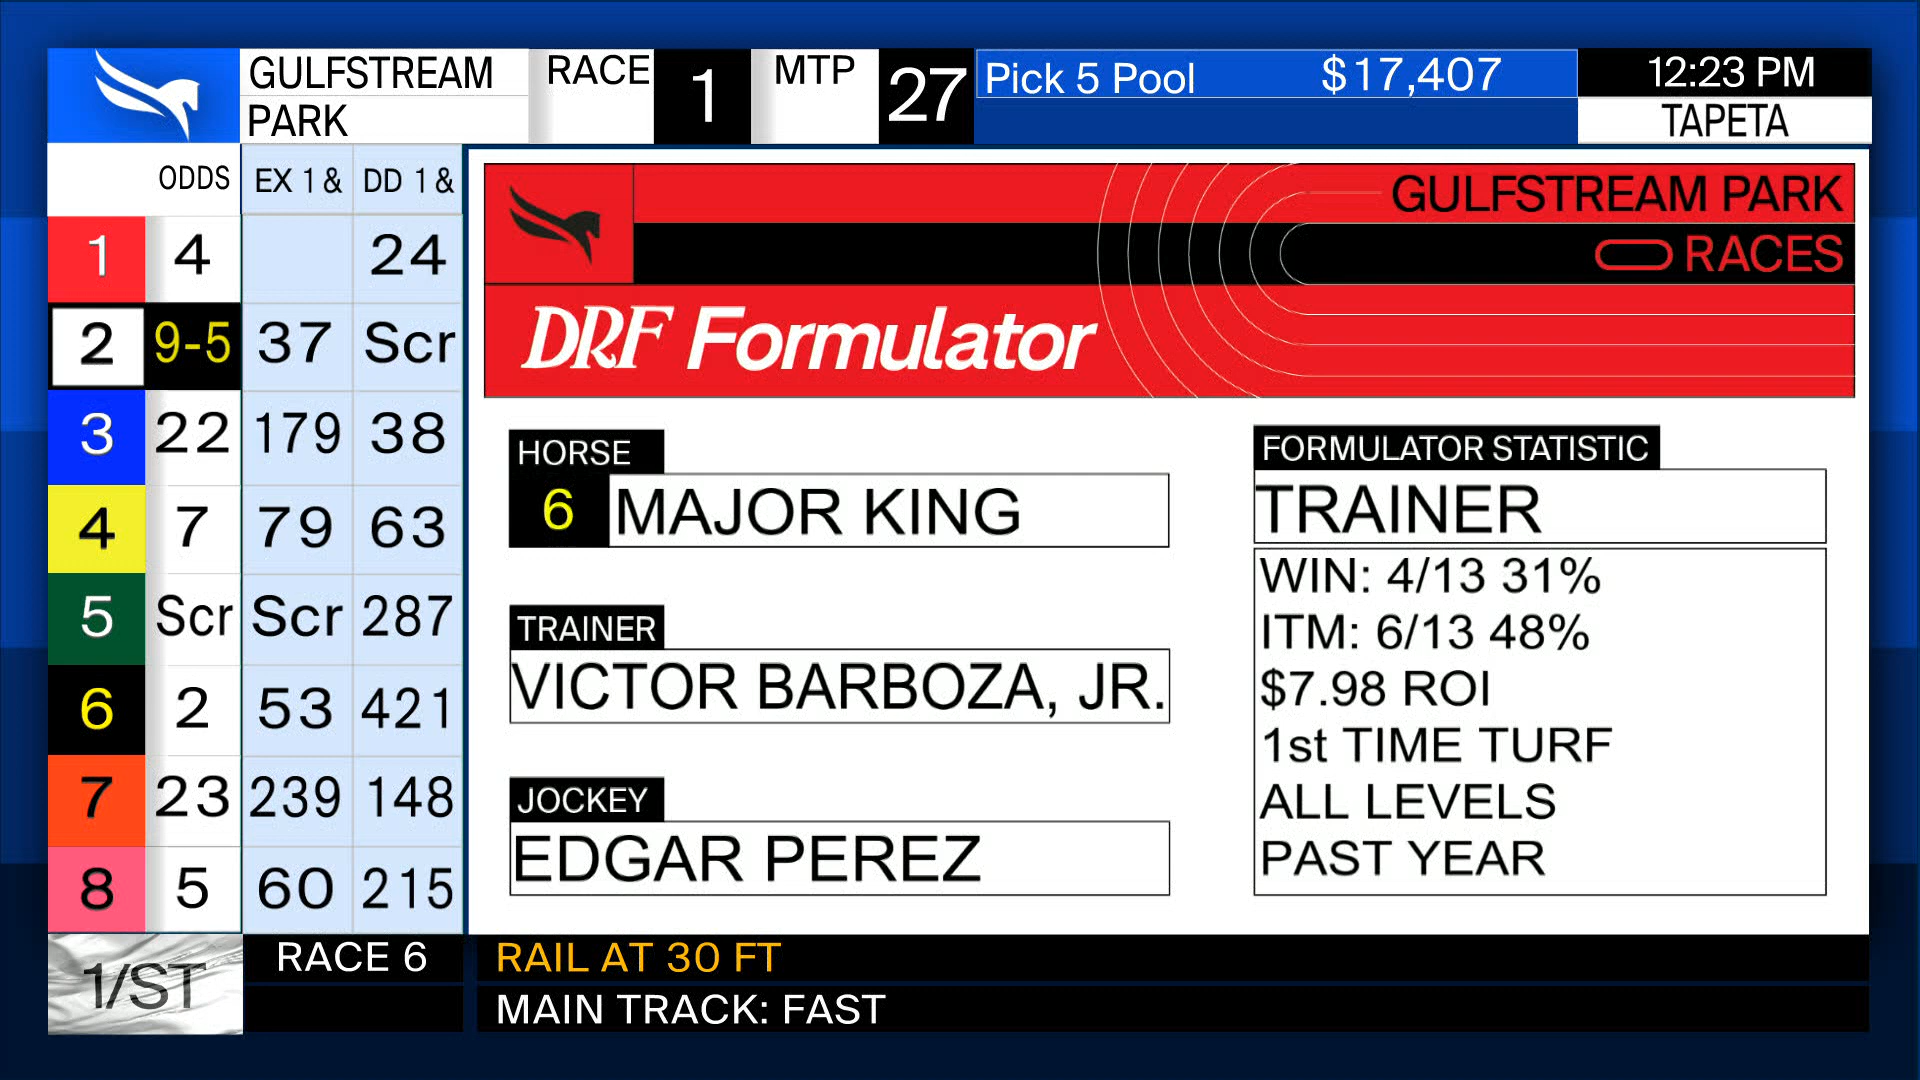 GULFSTREAM
PARK
RACE 1 MTP 27
Pick 5 Pool $17,407
12:23 PM
TAPETA
ODDS EX 1 & DD 1 &
1 4 24
2 9-5 37 Scr
3 22 179 38
4 7 79 63
5 Scr Scr 287
6 2 53 421
7 23 239 148
8 5 60 215
GULFSTREAM PARK
RACES
DRF Formulator
HORSE
6 MAJOR KING
TRAINER
VICTOR BARBOZA, JR.
JOCKEY
EDGAR PEREZ
FORMULATOR STATISTIC
TRAINER
WIN: 4/13 31%
ITM: 6/13 48%
$7.98 ROI
1st TIME TURF
ALL LEVELS
PAST YEAR
1/ST
RACE 6
RAIL AT 30 FT
MAIN TRACK: FAST